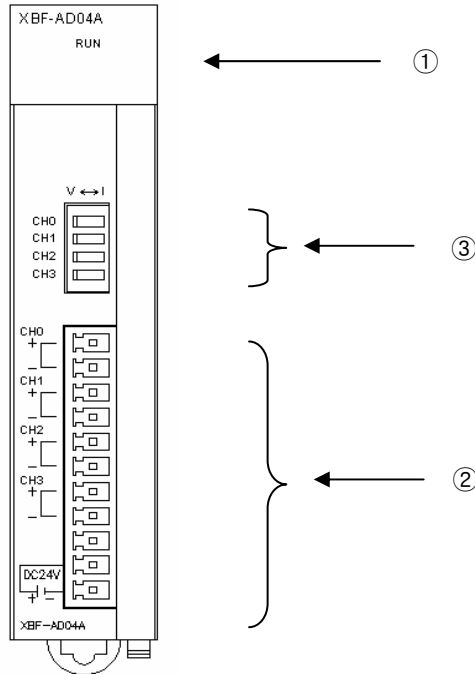 XBF-AD04A
RUN
①
V ↔ I
CH0
CH1
CH2
CH3
③
CH0
+
-
CH1
+
-
CH2
+
-
CH3
+
-
②
DC24V
+ -
XBF-AD04A